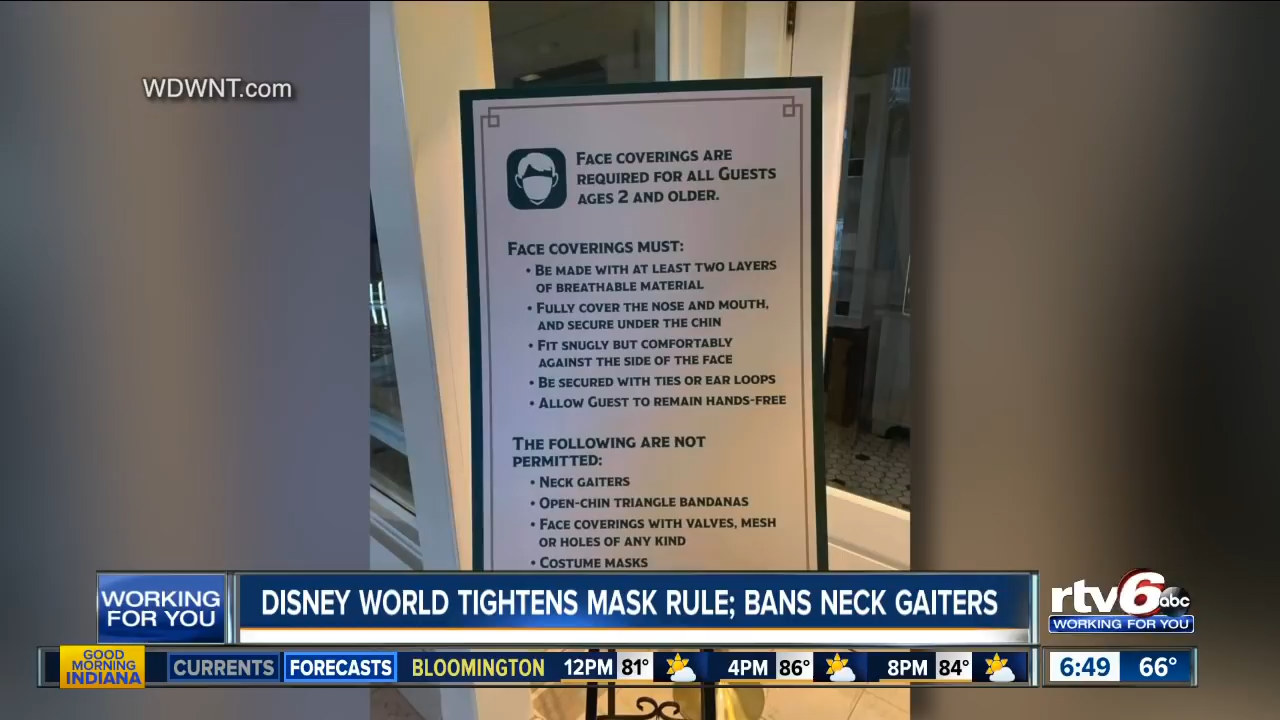 WDWNT.com
FACE COVERINGS ARE
REQUIRED FOR ALL GUESTS
AGES 2 AND OLDER.
FACE COVERINGS MUST:
• BE MADE WITH AT LEAST TWO LAYERS
OF BREATHABLE MATERIAL
• FULLY COVER THE NOSE AND MOUTH,
AND SECURE UNDER THE CHIN
• FIT SNUGLY BUT COMFORTABLY
AGAINST THE SIDE OF THE FACE
• BE SECURED WITH TIES OR EAR LOOPS
• ALLOW GUEST TO REMAIN HANDS-FREE
THE FOLLOWING ARE NOT
PERMITTED:
• NECK GAITERS
• OPEN-CHIN TRIANGLE BANDANAS
• FACE COVERINGS WITH VALVES, MESH
OR HOLES OF ANY KIND
• COSTUME MASKS
WORKING
FOR YOU
DISNEY WORLD TIGHTENS MASK RULE; BANS NECK GAITERS
rtv6 abc
WORKING FOR YOU
GOOD
MORNING
INDIANA
CURRENTS FORECASTS BLOOMINGTON 12PM 81° 4PM 86° 8PM 84°
6:49 66°